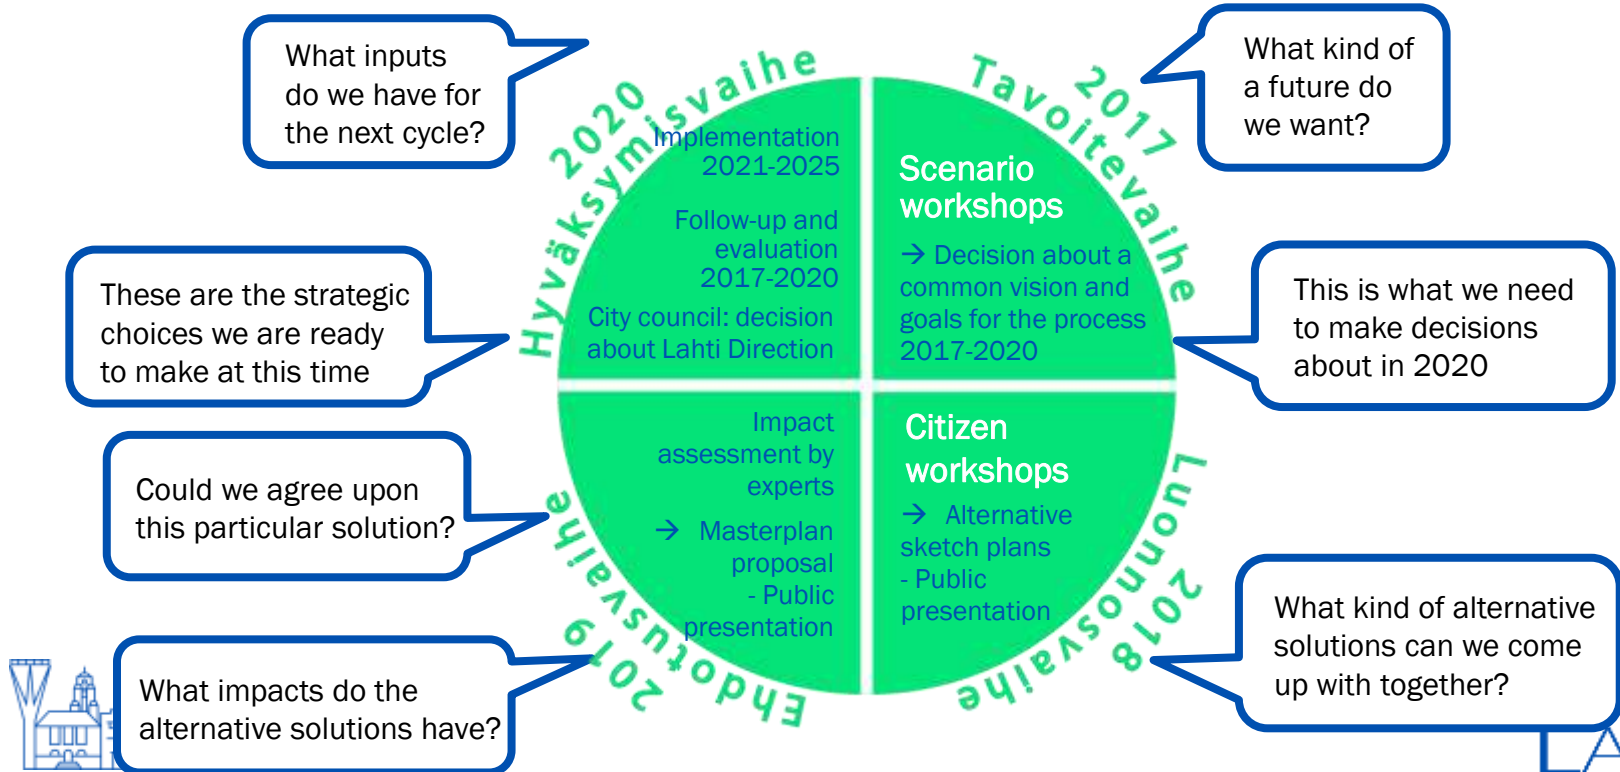 What inputs
do we have for
the next cycle?
What kind of
a future do
we want?
2020
Hyväksymisvaihe
2017
Tavoitevaihe
Implementation
2021-2025
Follow-up and
evaluation
2017-2020
City council: decision
about Lahti Direction
Scenario
workshops
→ Decision about a
common vision and
goals for the process
2017-2020
These are the strategic
choices we are ready
to make at this time
This is what we need
to make decisions
about in 2020
Impact
assessment by
experts
→ Masterplan
proposal
- Public
presentation
Citizen
workshops
→ Alternative
sketch plans
- Public
presentation
Could we agree upon
this particular solution?
2019
Ehdotusvaihe
Luonnosvaihe
2018
What impacts do the
alternative solutions have?
What kind of alternative
solutions can we come
up with together?
LA